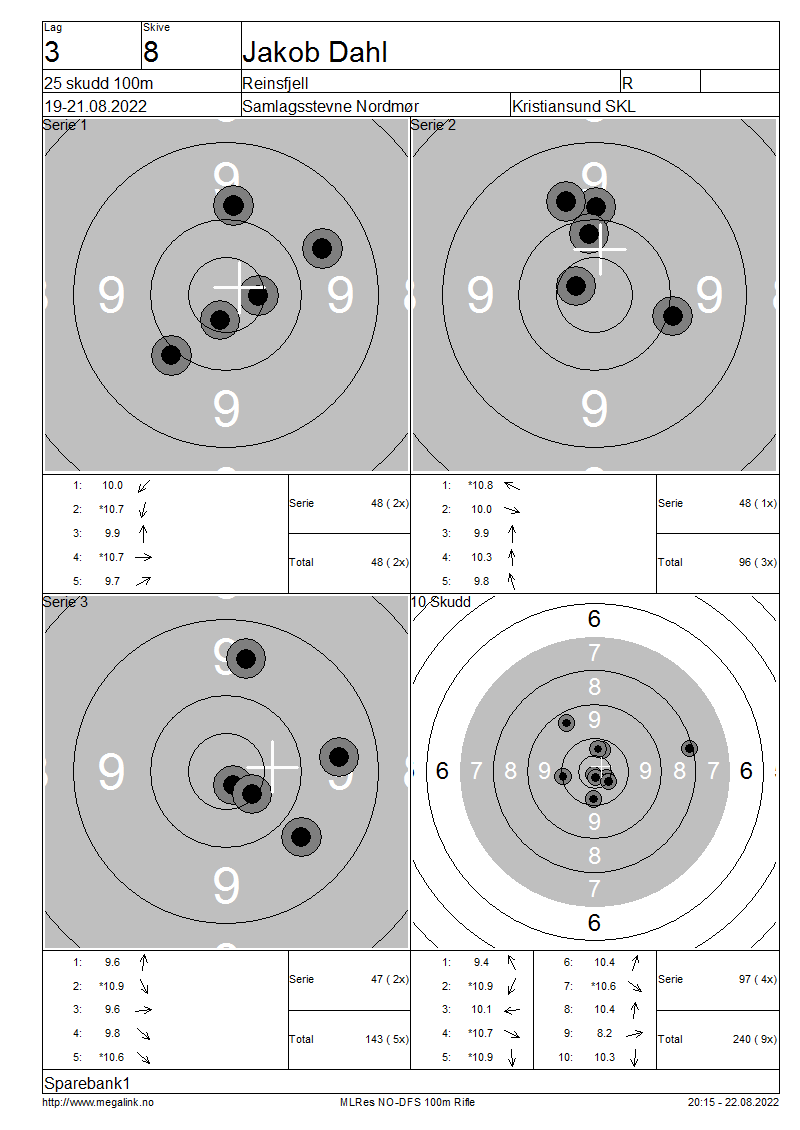 Lag
Skive
3
8
Jakob Dahl
25 skudd 100m
Reinsfjell
R
19-21.08.2022
Samlagsstevne Nordmør
Kristiansund SKL
Serie 1
9
9
9
9
8
Serie 2
9
9
9
9
8
8
1: 10.0
2: *10.7
3: 9.9
4: *10.7
5: 9.7
Serie 48 ( 2x)
Total 48 ( 2x)
1: *10.8
2: 10.0
3: 9.9
4: 10.3
5: 9.8
Serie 48 ( 1x)
Total 96 ( 3x)
Serie 3
9
9
9
9
8
10 Skudd
6
7
8
9
6 7 8 9 9 8 7 6
9
8
7
6
1: 9.6
2: *10.9
3: 9.6
4: 9.8
5: *10.6
Serie 47 ( 2x)
Total 143 ( 5x)
1: 9.4 6: 10.4
2: *10.9 7: *10.6
3: 10.1 8: 10.4
4: *10.7 9: 8.2
5: *10.9 10: 10.3
Serie 97 ( 4x)
Total 240 ( 9x)
Sparebank1
http://www.megalink.no
MLRes NO-DFS 100m Rifle
20:15 - 22.08.2022